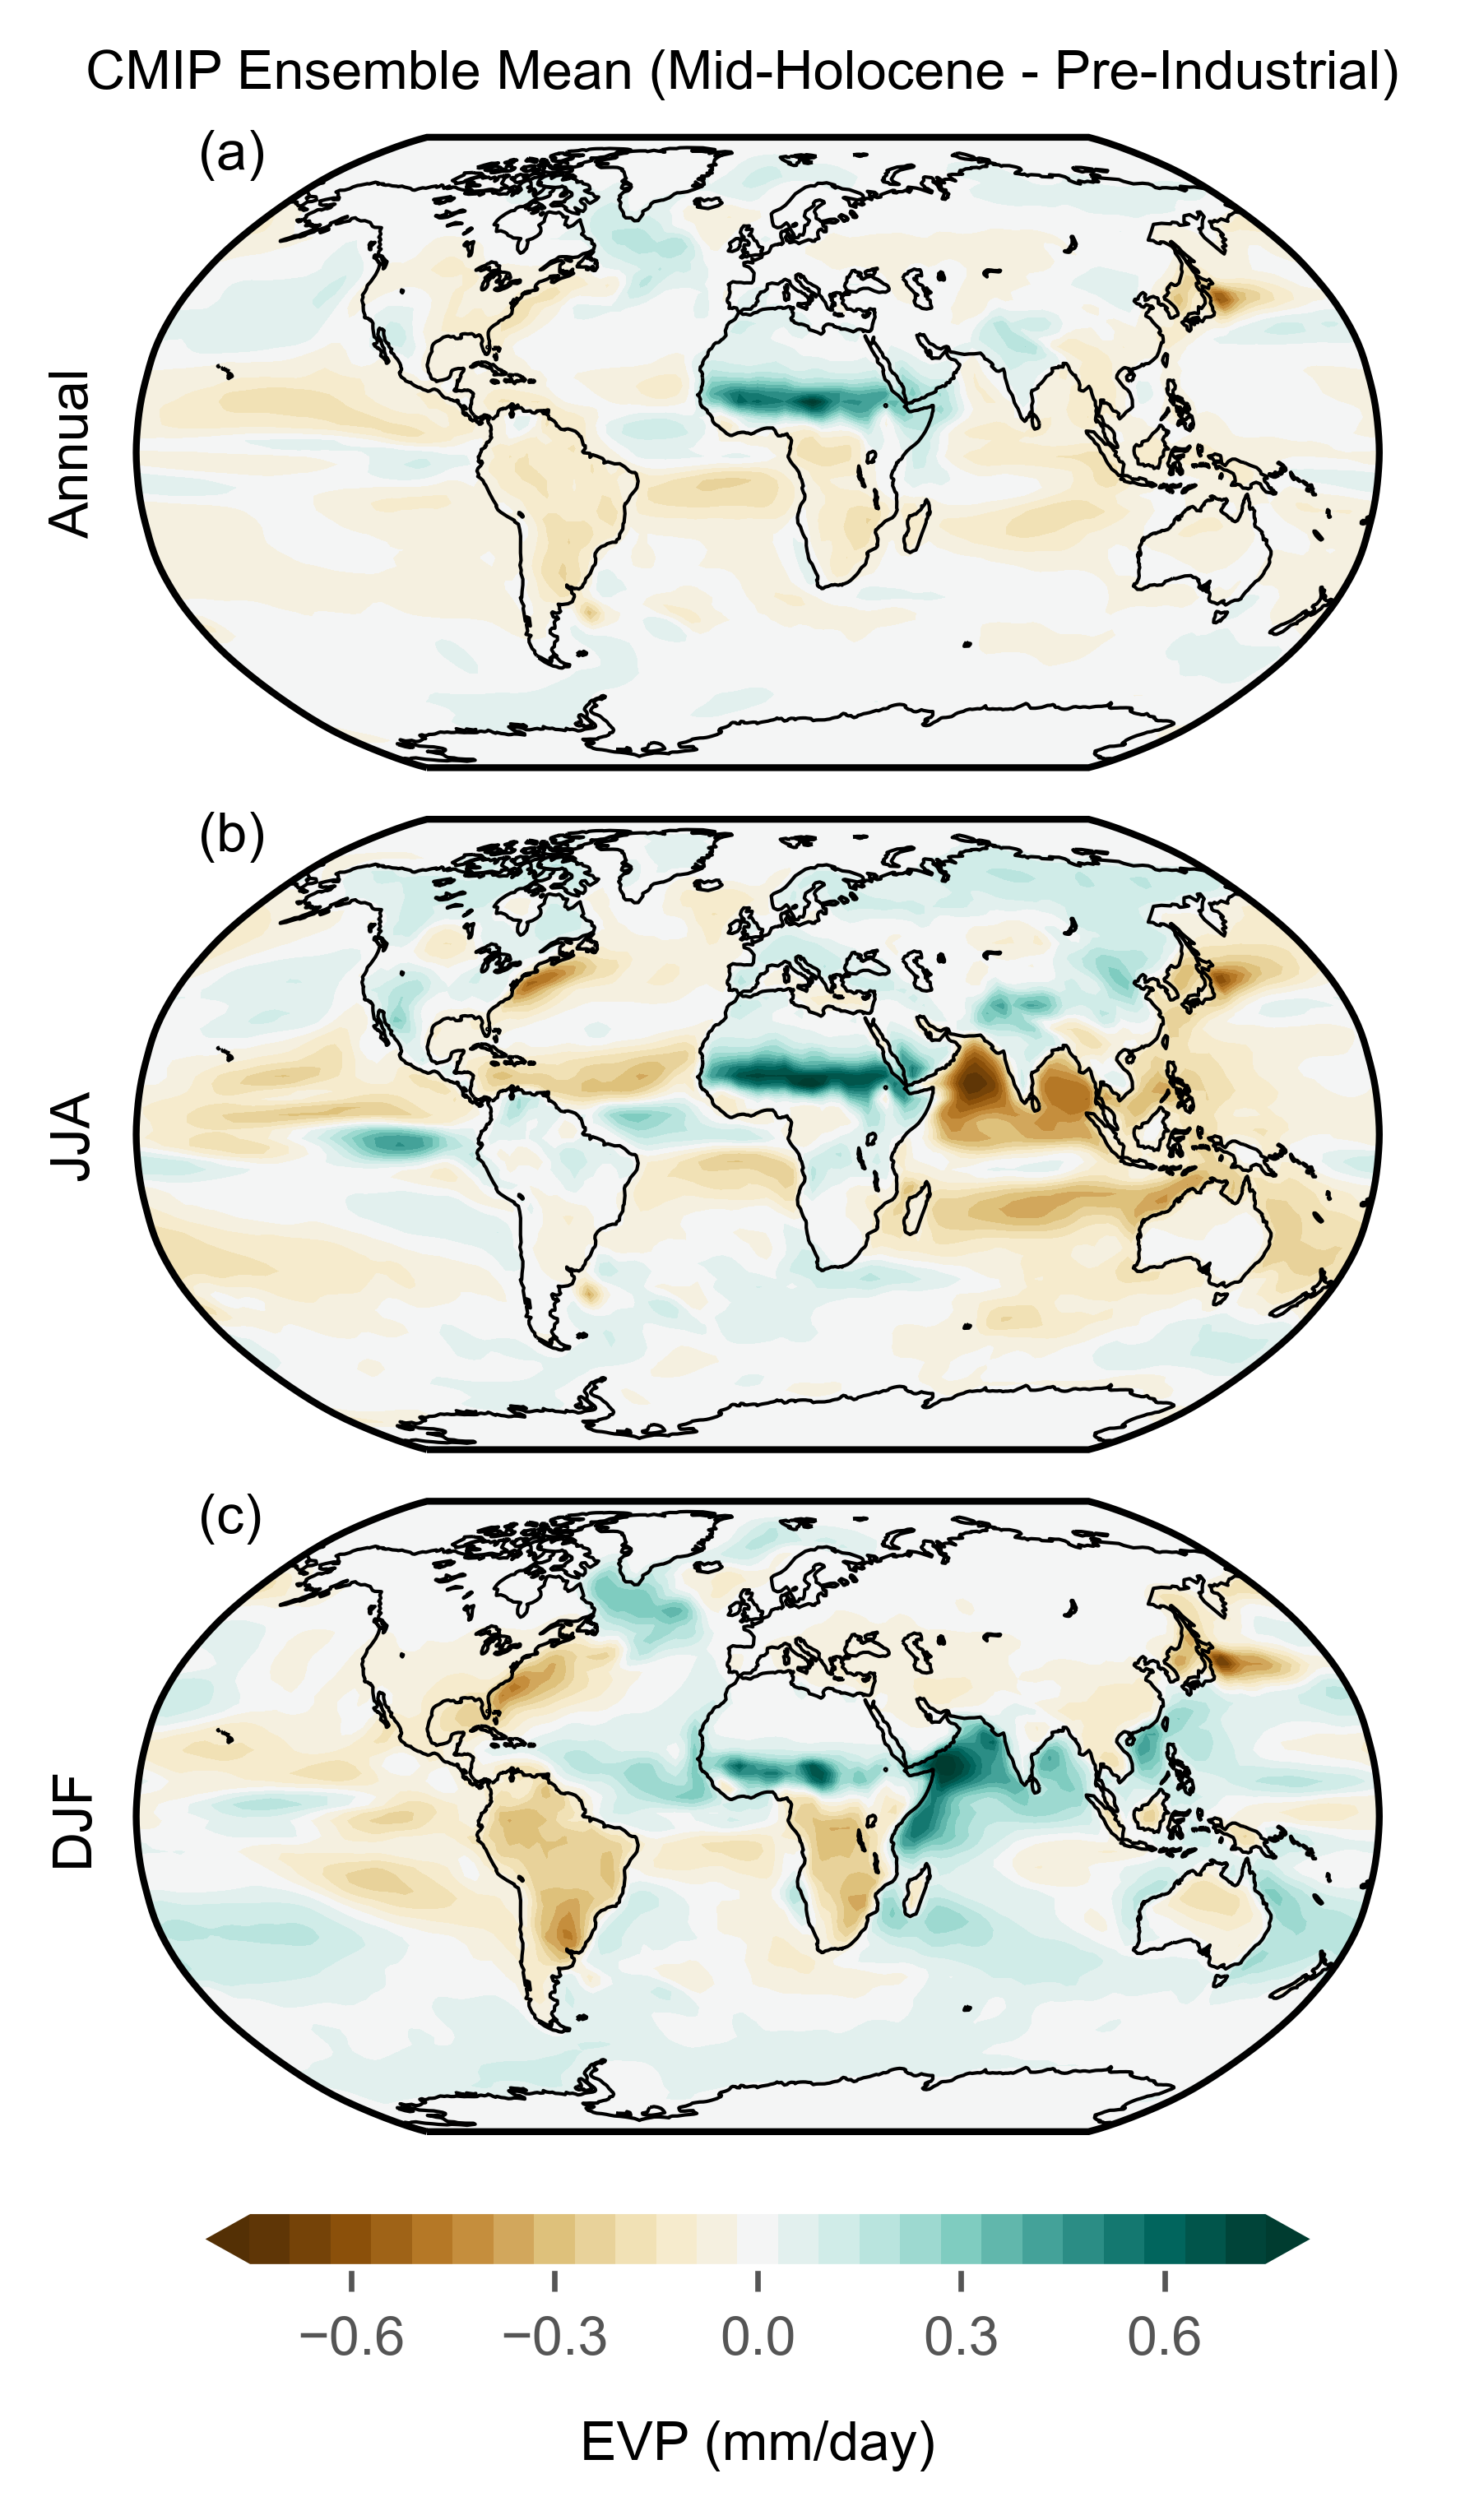 CMIP Ensemble Mean (Mid-Holocene - Pre-Industrial)
(a)
Annual
(b)
JJA
(c)
DJF
−0.6 −0.3 0.0 0.3 0.6
EVP (mm/day)